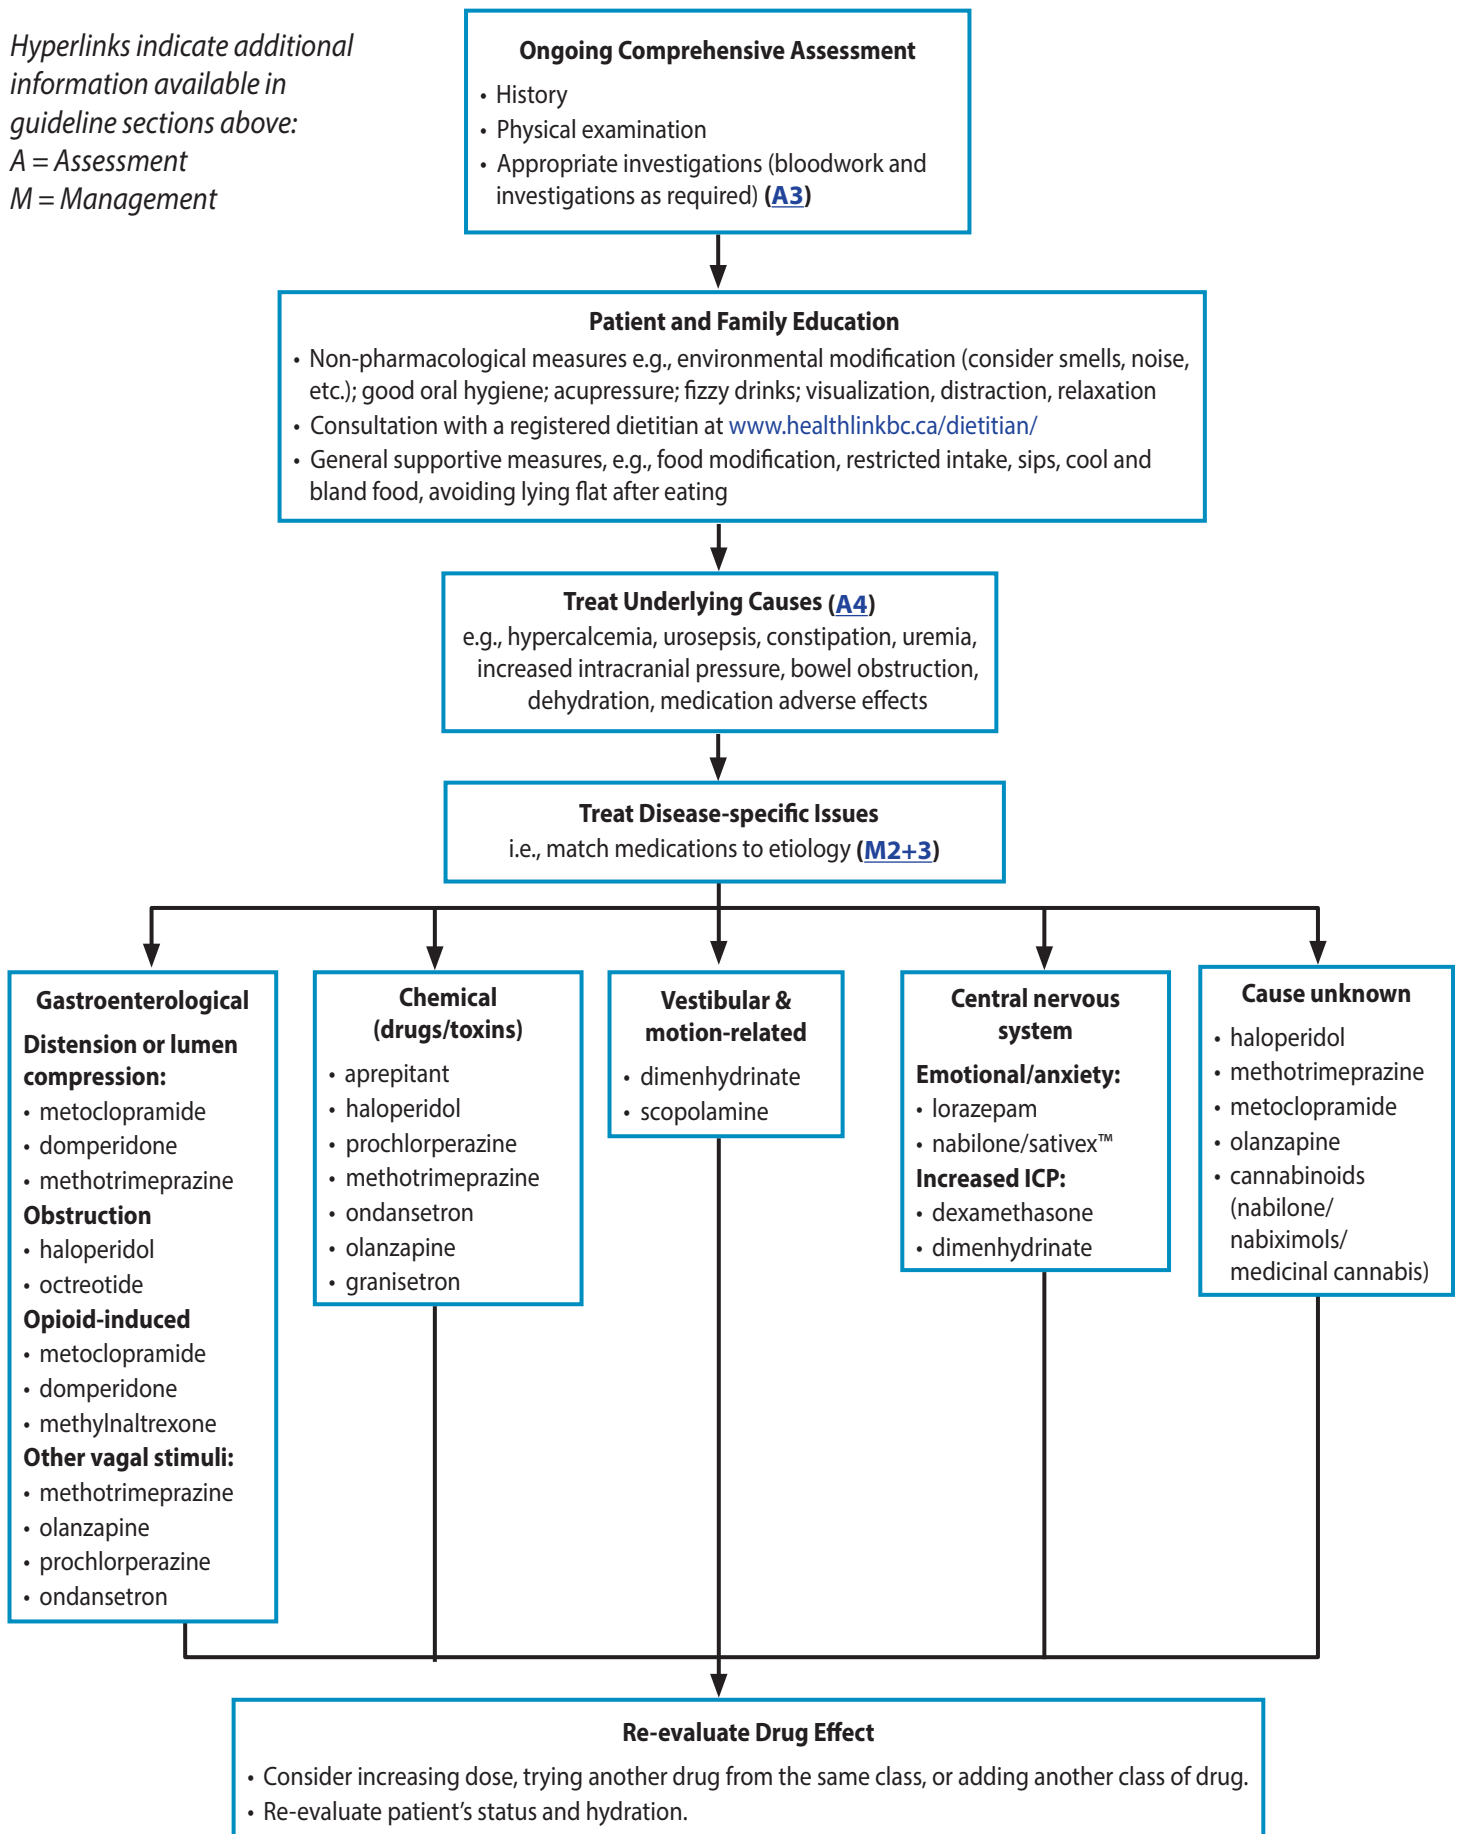 Hyperlinks indicate additional
information available in
guideline sections above:
A = Assessment
M = Management
Ongoing Comprehensive Assessment
• History
• Physical examination
• Appropriate investigations (bloodwork and
investigations as required) (A3)
Patient and Family Education
• Non-pharmacological measures e.g., environmental modification (consider smells, noise,
etc.); good oral hygiene; acupressure; fizzy drinks; visualization, distraction, relaxation
• Consultation with a registered dietitian at www.healthlinkbc.ca/dietitian/
• General supportive measures, e.g., food modification, restricted intake, sips, cool and
bland food, avoiding lying flat after eating
Treat Underlying Causes (A4)
e.g., hypercalcemia, urosepsis, constipation, uremia,
increased intracranial pressure, bowel obstruction,
dehydration, medication adverse effects
Treat Disease-specific Issues
i.e., match medications to etiology (M2+3)
Gastroenterological
Distension or lumen
compression:
• metoclopramide
• domperidone
• methotrimeprazine
Obstruction
• haloperidol
• octreotide
Opioid-induced
• metoclopramide
• domperidone
• methylnaltrexone
Other vagal stimuli:
• methotrimeprazine
• olanzapine
• prochlorperazine
• ondansetron
Chemical
(drugs/toxins)
• aprepitant
• haloperidol
• prochlorperazine
• methotrimeprazine
• ondansetron
• olanzapine
• granisetron
Vestibular &
motion-related
• dimenhydrinate
• scopolamine
Central nervous
system
Emotional/anxiety:
• lorazepam
• nabilone/sativex™
Increased ICP:
• dexamethasone
• dimenhydrinate
Cause unknown
• haloperidol
• methotrimeprazine
• metoclopramide
• olanzapine
• cannabinoids
(nabilone/
nabiximols/
medicinal cannabis)
Re-evaluate Drug Effect
• Consider increasing dose, trying another drug from the same class, or adding another class of drug.
• Re-evaluate patient's status and hydration.